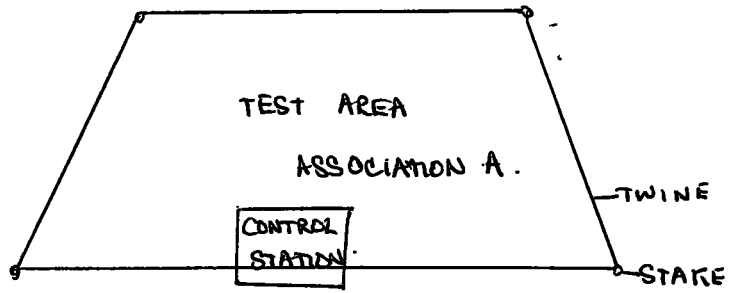 TEST AREA
ASSOCIATION A.
TWINE
CONTROL
STATION
STAKE